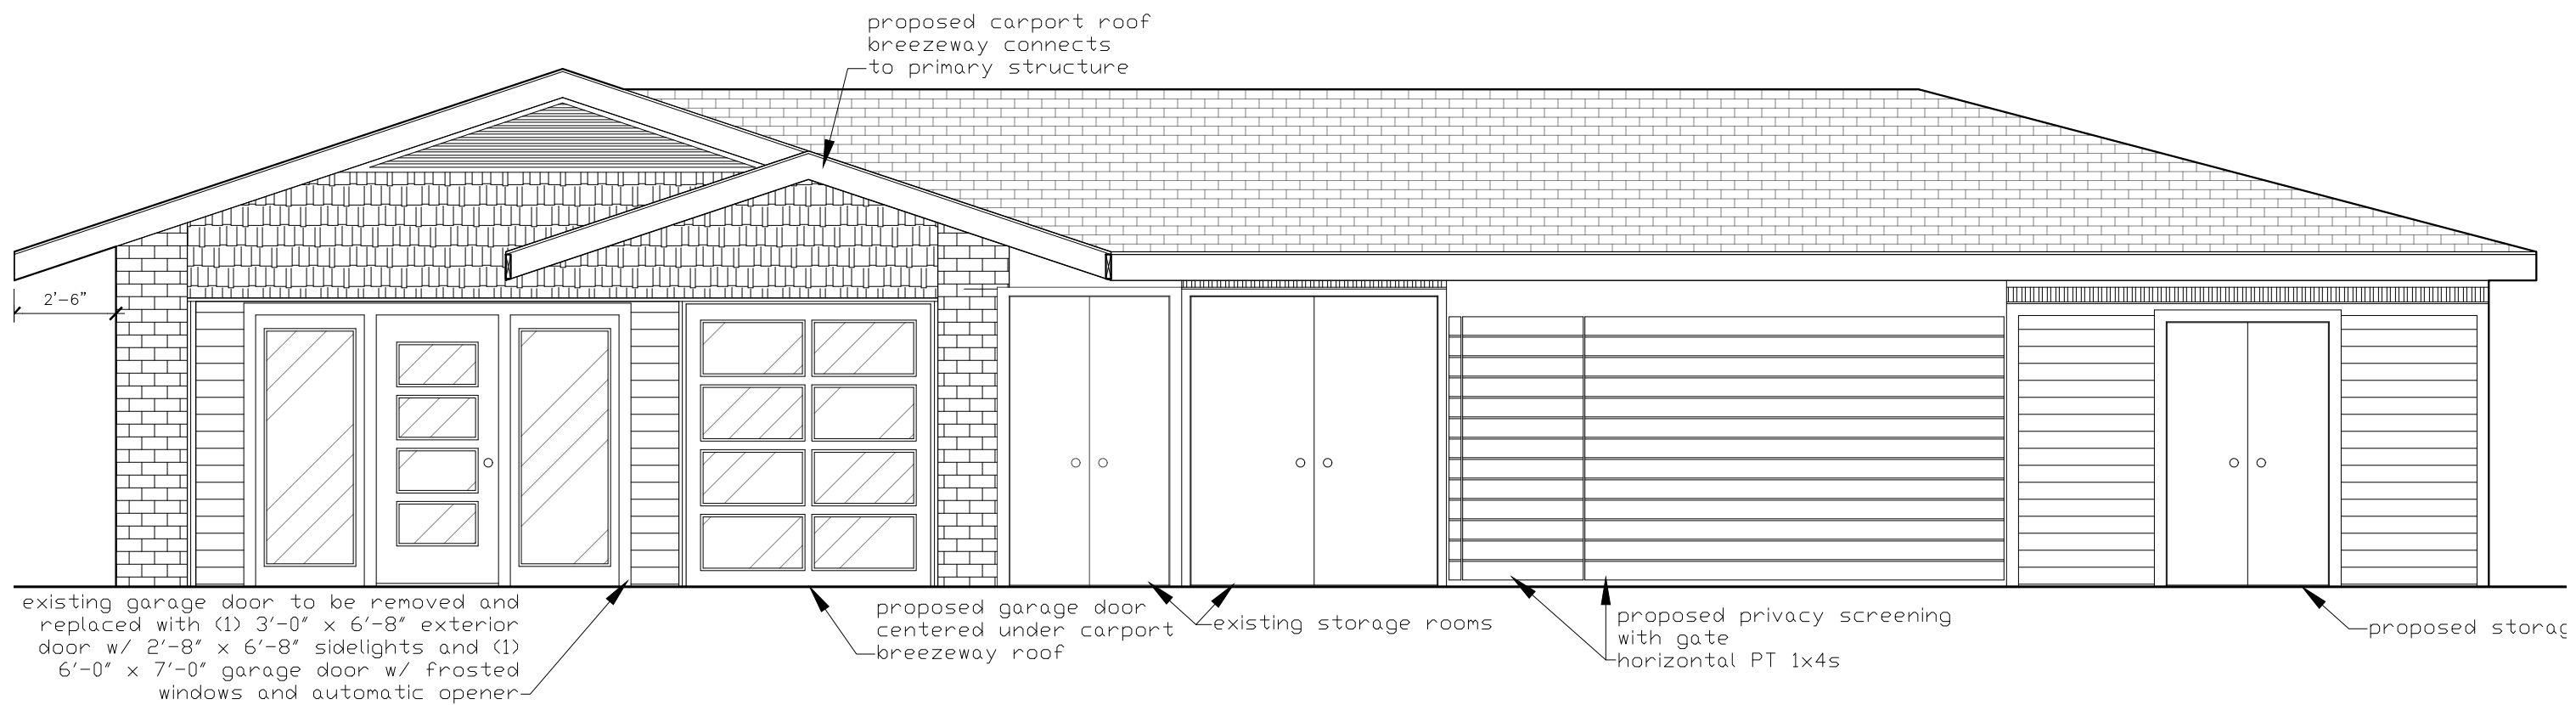 proposed carport roof
breezeway connects
to primary structure
2'-6"
existing garage door to be removed and
replaced with (1) 3'-0" x 6'-8" exterior
door w/ 2'-8" x 6'-8" sidelights and (1)
6'-0" x 7'-0" garage door w/ frosted
windows and automatic opener
proposed garage door
centered under carport
breezeway roof
existing storage rooms
proposed privacy screening
with gate
horizontal PT 1x4s
proposed